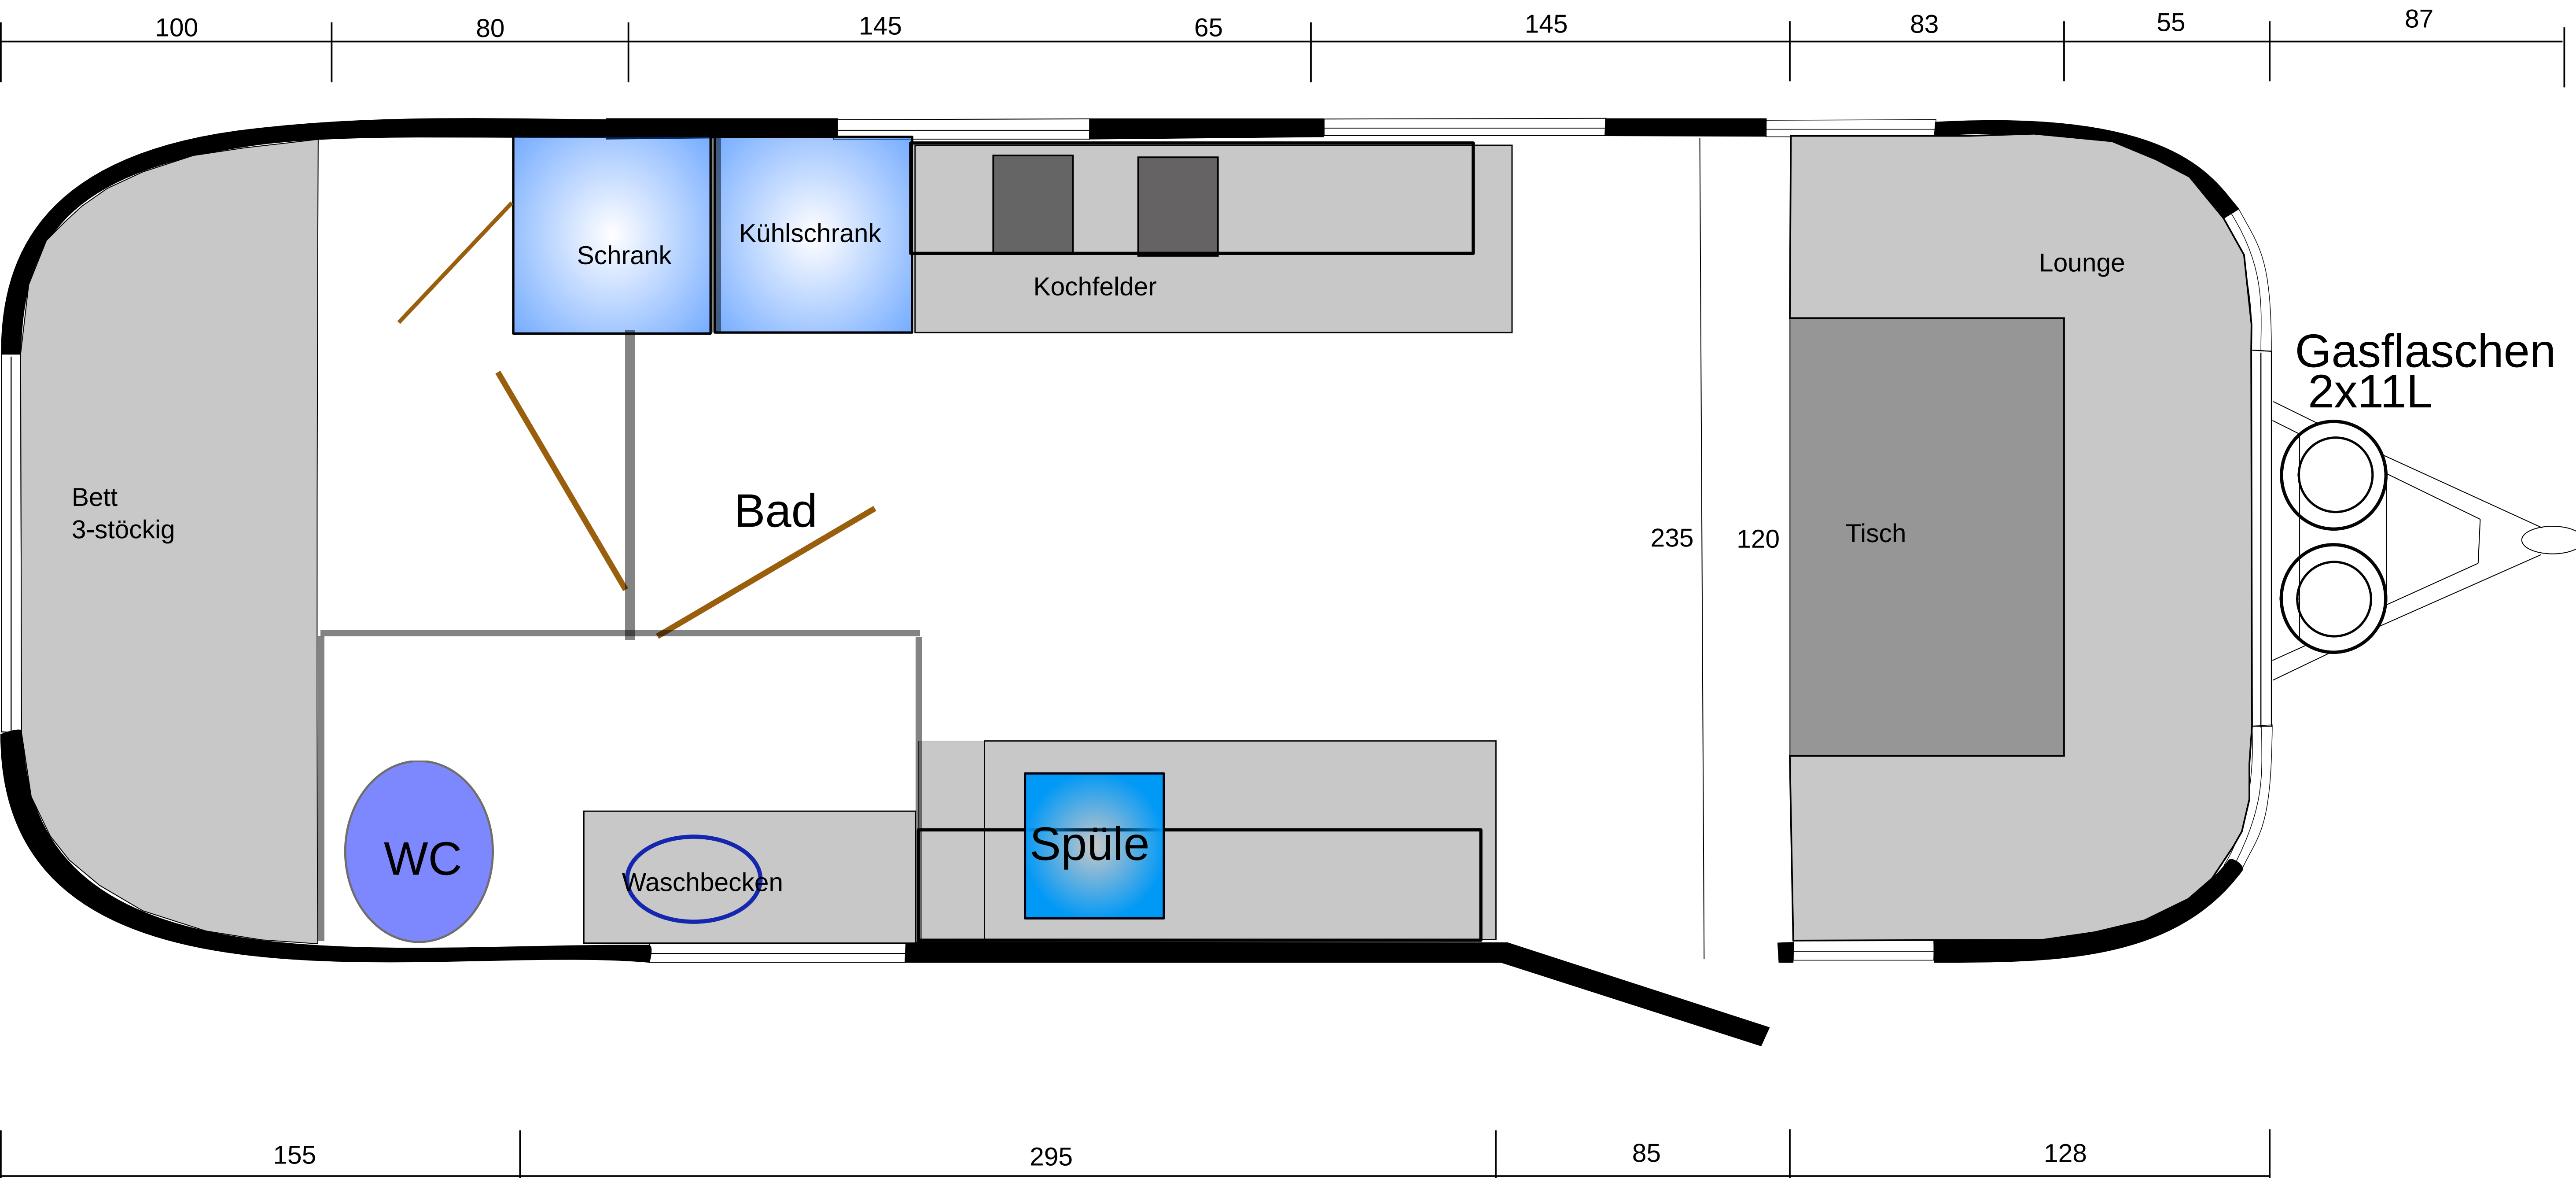 100 80 145 65 145 83 55 87
Schrank
Kühlschrank
Kochfelder
Lounge
Gasflaschen
2x11L
Bett
3-stöckig
Bad
235
120
Tisch
WC
Waschbecken
Spüle
155 295 85 128